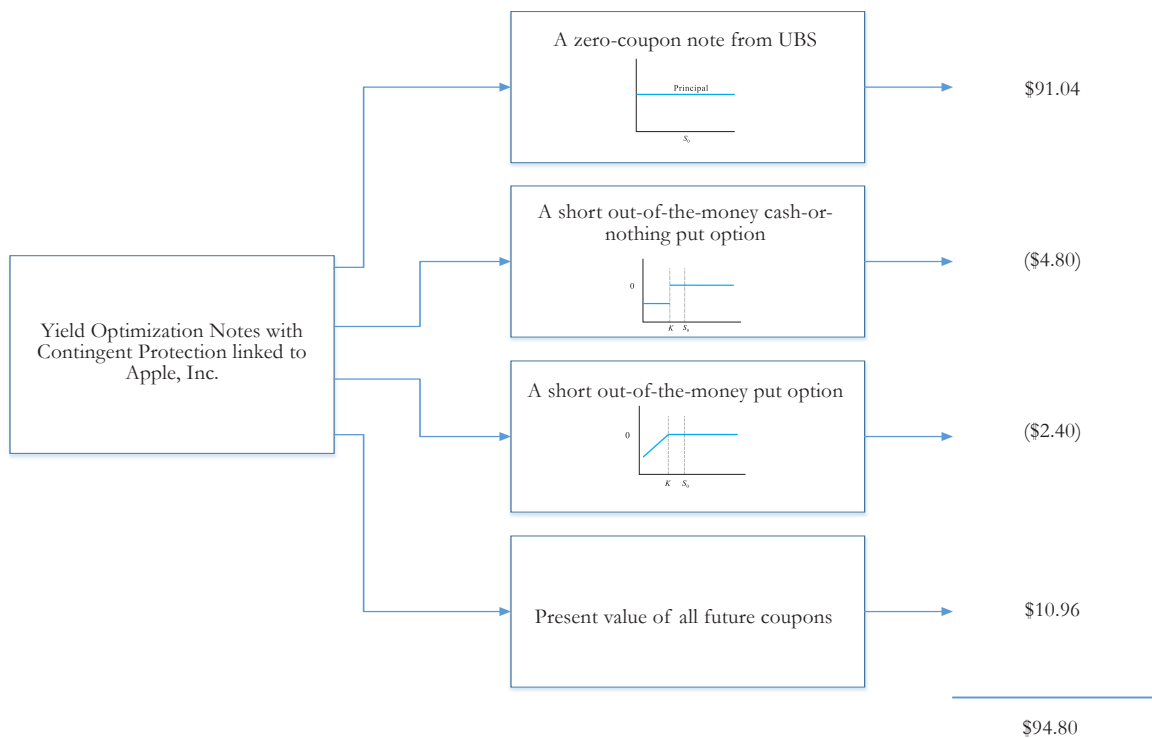 A zero-coupon note from UBS
Principal
S₀
$91.04
A short out-of-the-money cash-or-
nothing put option
0
K S₀
($4.80)
Yield Optimization Notes with
Contingent Protection linked to
Apple, Inc.
A short out-of-the-money put option
0
K S₀
($2.40)
Present value of all future coupons
$10.96
$94.80